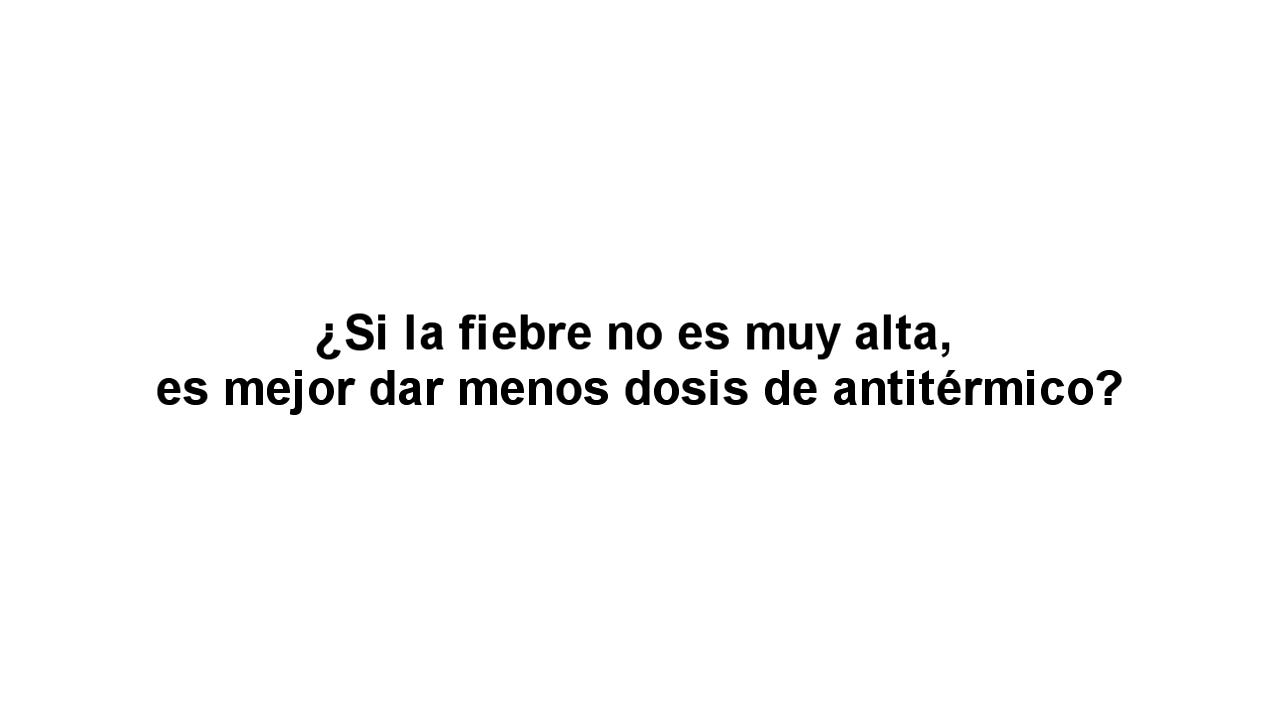 ¿Si la fiebre no es muy alta,
es mejor dar menos dosis de antitérmico?